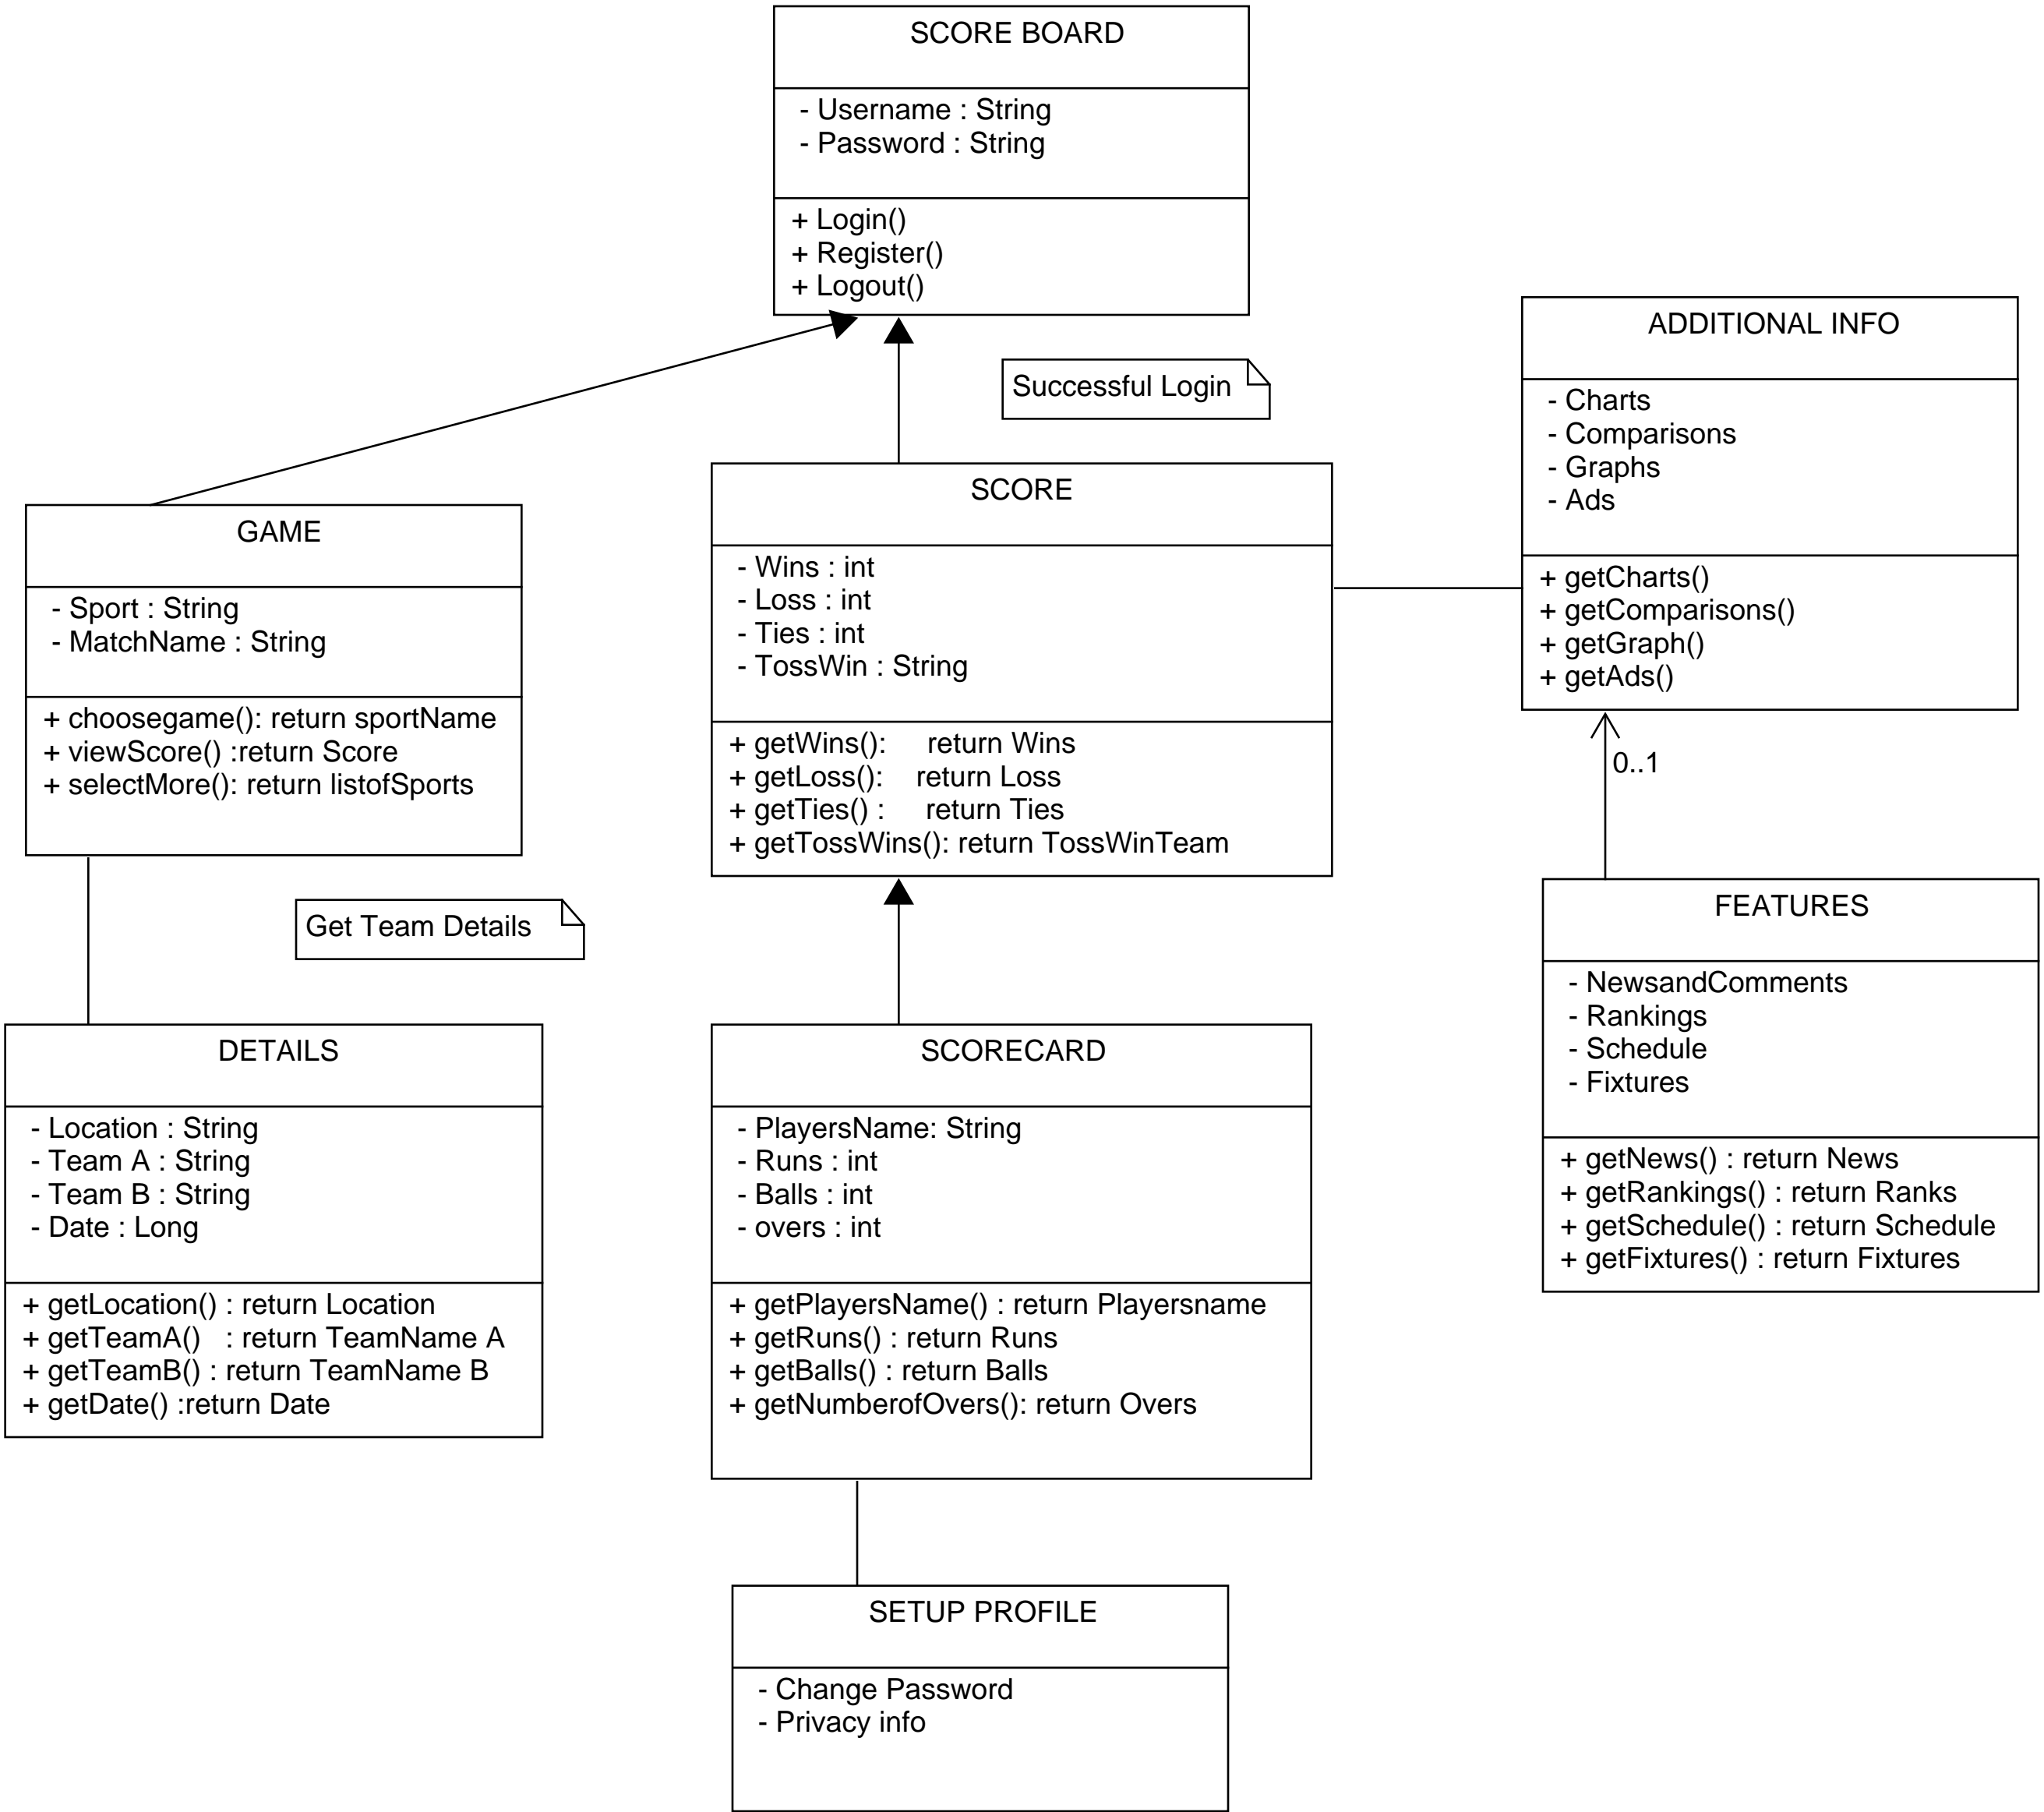 SCORE BOARD
- Username : String
- Password : String
+ Login()
+ Register()
+ Logout()
Successful Login
ADDITIONAL INFO
- Charts
- Comparisons
- Graphs
- Ads
+ getCharts()
+ getComparisons()
+ getGraph()
+ getAds()
0..1
GAME
- Sport : String
- MatchName : String
+ choosegame(): return sportName
+ viewScore() :return Score
+ selectMore(): return listofSports
SCORE
- Wins : int
- Loss : int
- Ties : int
- TossWin : String
+ getWins(): return Wins
+ getLoss(): return Loss
+ getTies() : return Ties
+ getTossWins(): return TossWinTeam
Get Team Details
FEATURES
- NewsandComments
- Rankings
- Schedule
- Fixtures
+ getNews() : return News
+ getRankings() : return Ranks
+ getSchedule() : return Schedule
+ getFixtures() : return Fixtures
DETAILS
- Location : String
- Team A : String
- Team B : String
- Date : Long
+ getLocation() : return Location
+ getTeamA() : return TeamName A
+ getTeamB() : return TeamName B
+ getDate() :return Date
SCORECARD
- PlayersName: String
- Runs : int
- Balls : int
- overs : int
+ getPlayersName() : return Playersname
+ getRuns() : return Runs
+ getBalls() : return Balls
+ getNumberofOvers(): return Overs
SETUP PROFILE
- Change Password
- Privacy info